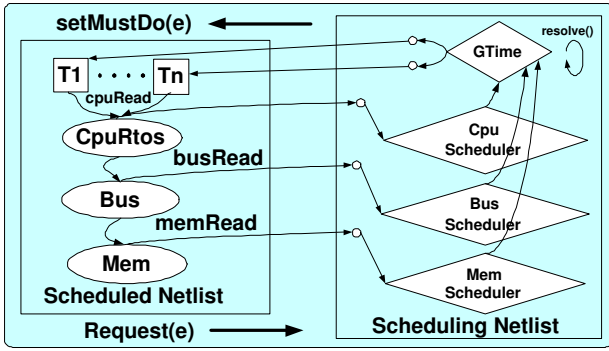 setMustDo(e)
T1
Tn
cpuRead
CpuRtos
busRead
Bus
memRead
Mem
Scheduled Netlist
Request(e)
GTime
resolve()
Cpu
Scheduler
Bus
Scheduler
Mem
Scheduler
Scheduling Netlist